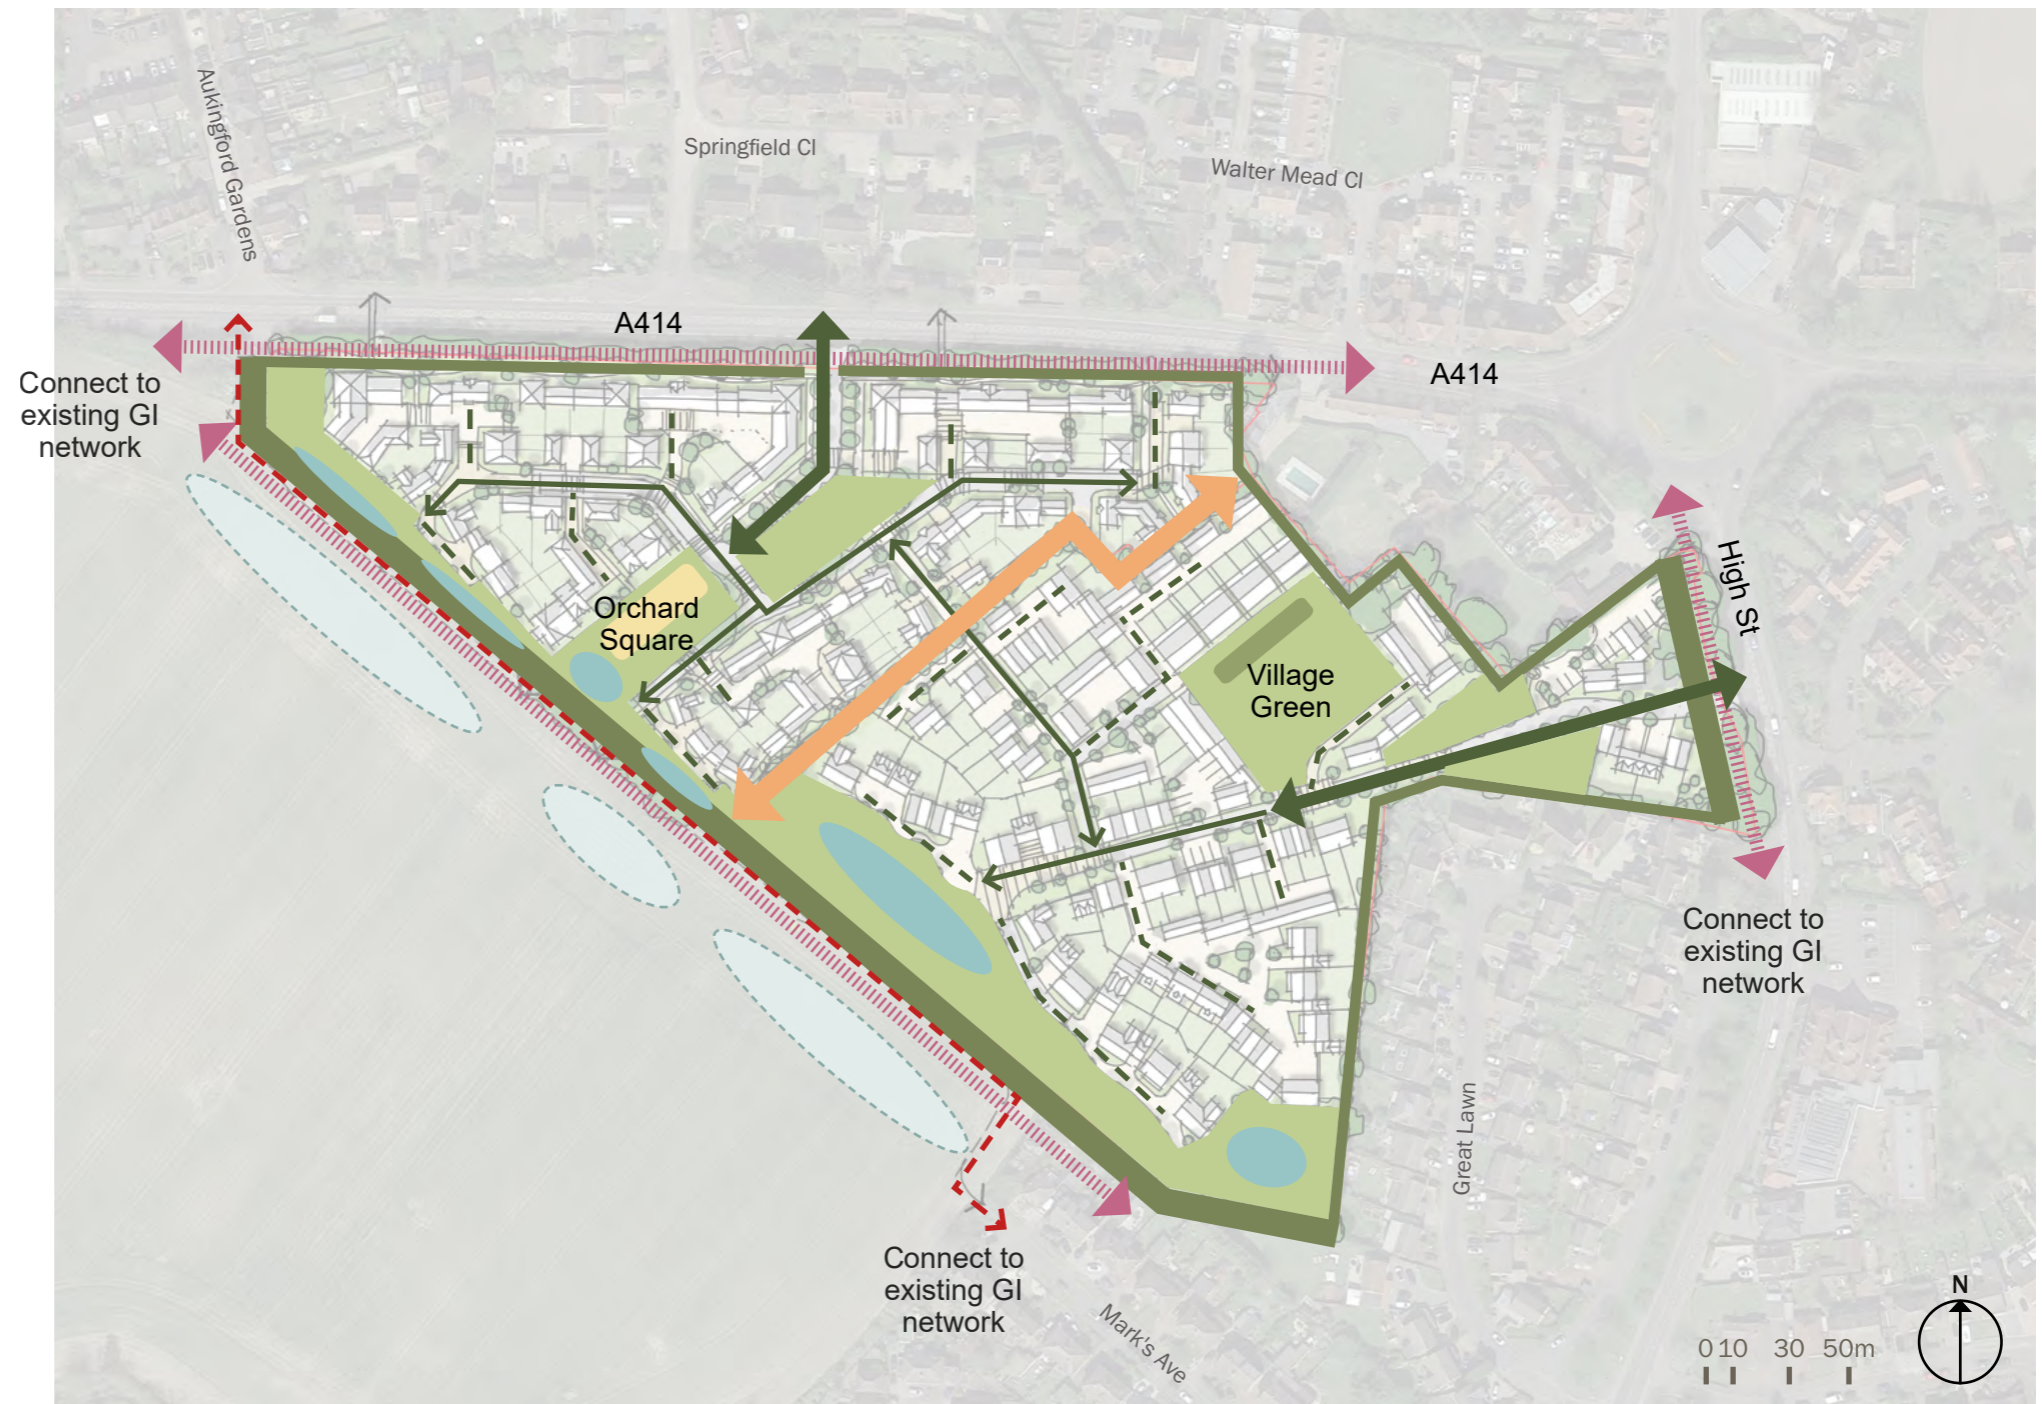 Aukingford Gardens
Springfield Cl
Walter Mead Cl
A414
A414
Connect to
existing GI
network
High St
Orchard
Square
Village
Green
Connect to
existing GI
network
Great Lawn
Connect to
existing GI
network
Mark's Ave
N
0 10 30 50m